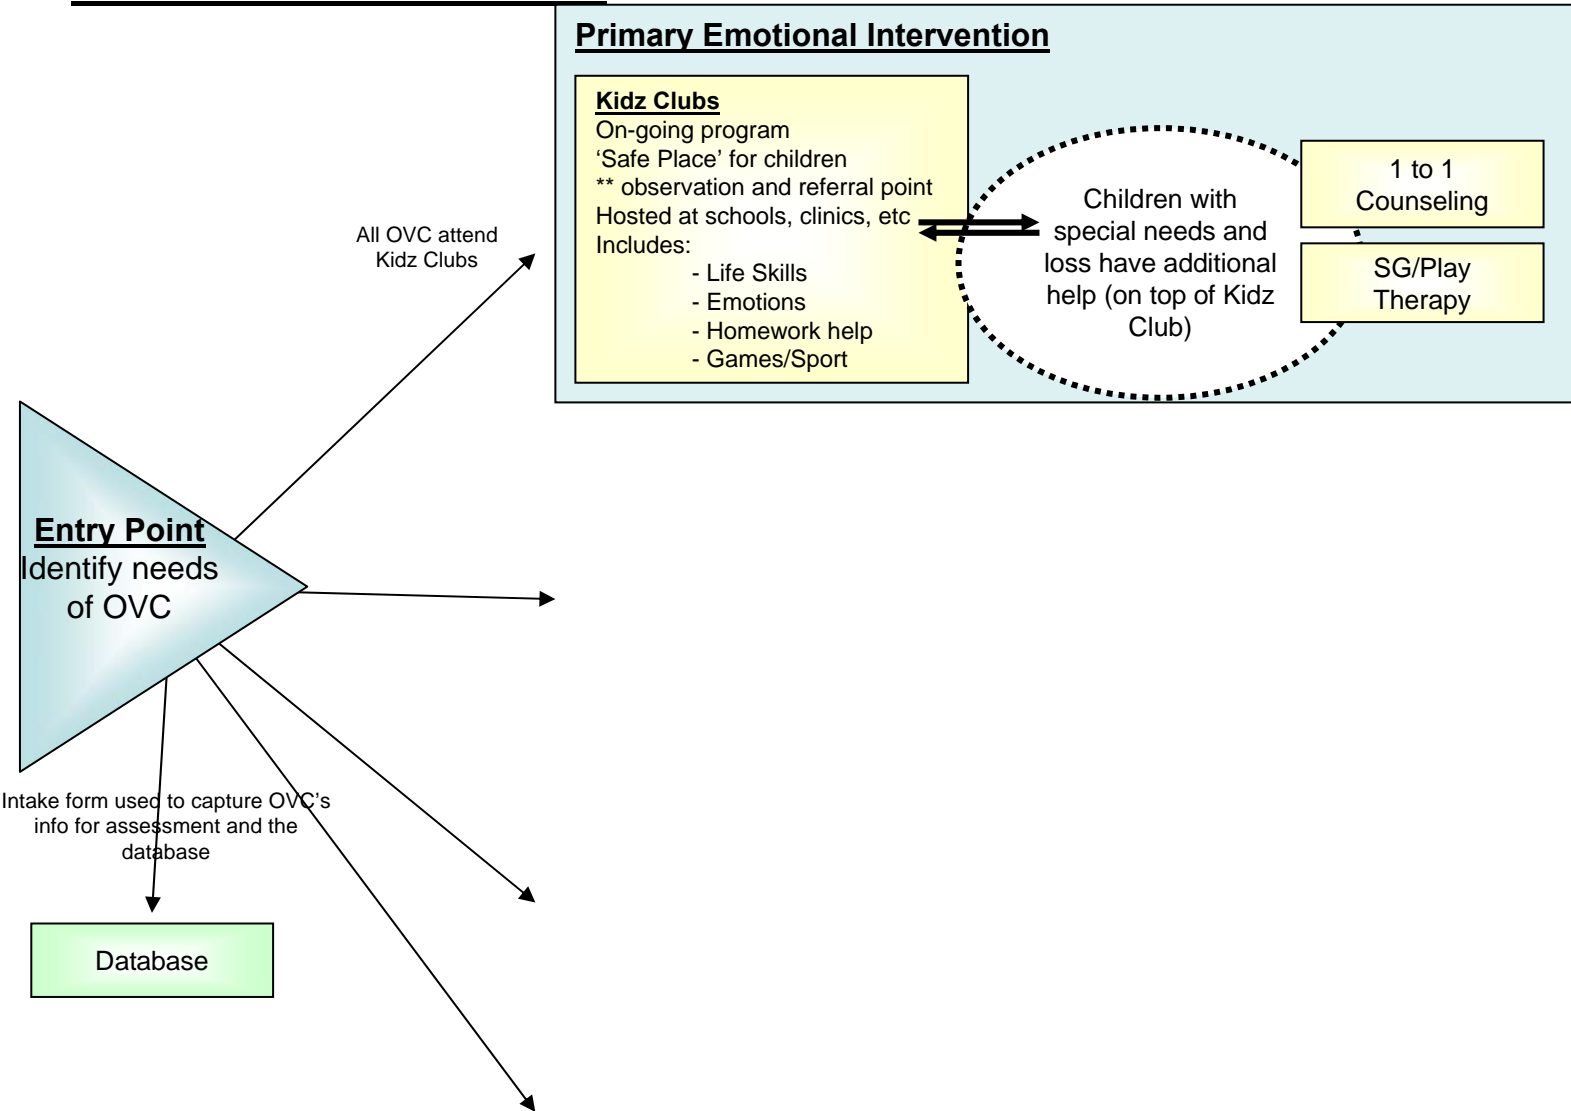 Primary Emotional Intervention
Kidz Clubs
On-going program
‘Safe Place’ for children
** observation and referral point
Hosted at schools, clinics, etc
Includes:
- Life Skills
- Emotions
- Homework help
- Games/Sport
Children with
special needs and
loss have additional
help (on top of Kidz
Club)
1 to 1
Counseling
SG/Play
Therapy
All OVC attend
Kidz Clubs
Entry Point
Identify needs
of OVC
Intake form used to capture OVC’s
info for assessment and the
database
Database